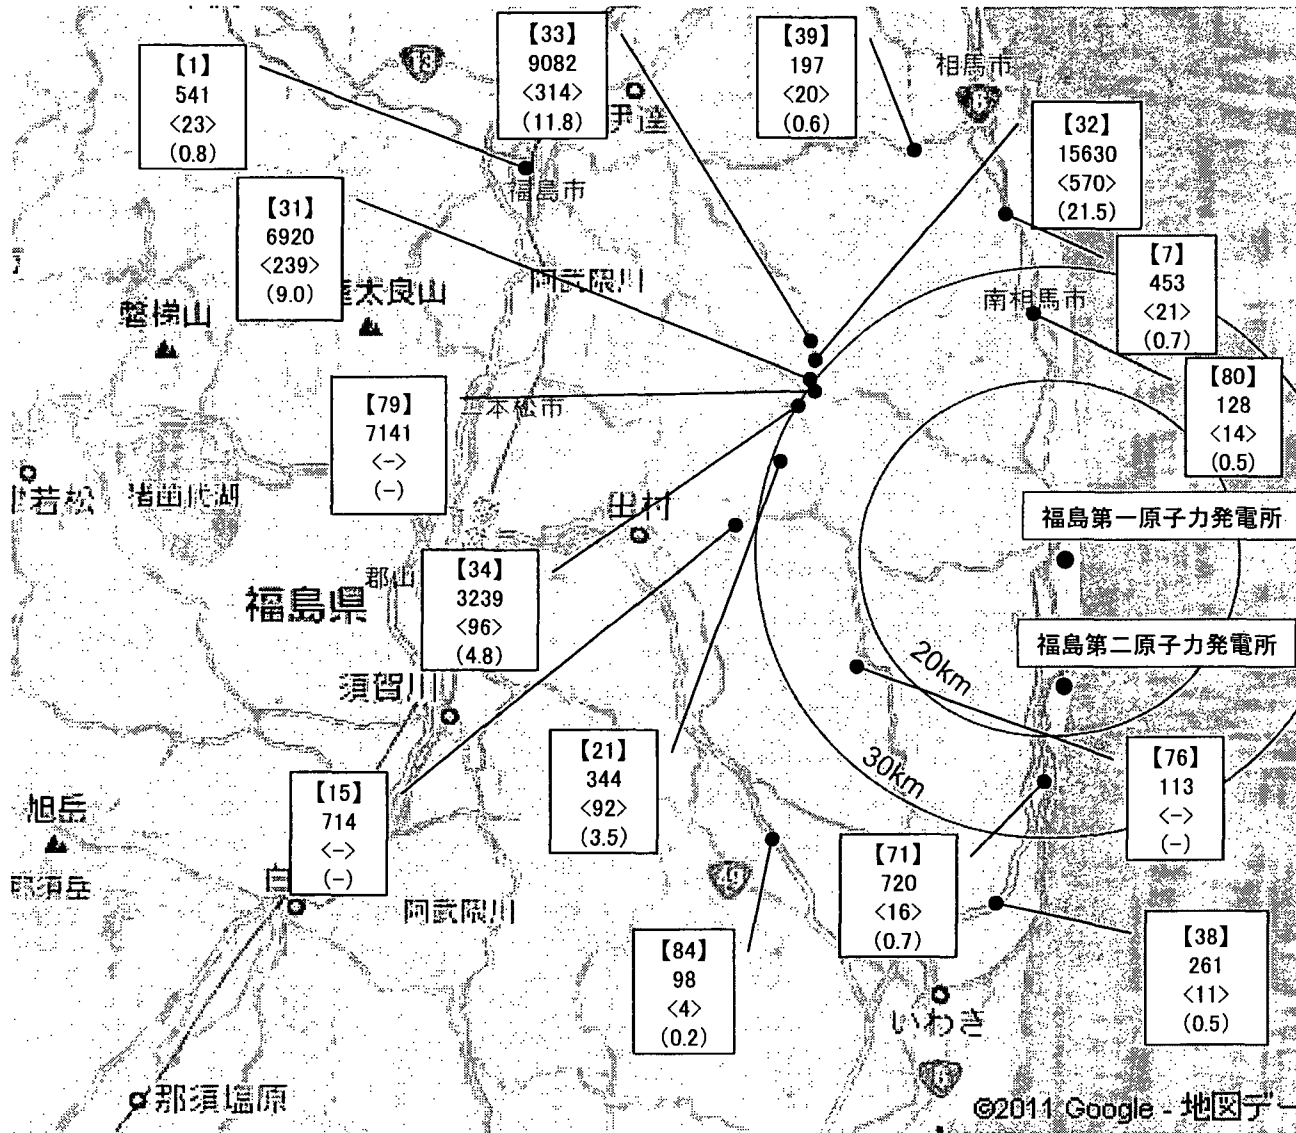 【1】
541
<23>
(0.8)
13
【33】
9082
<314>
(11.8)
伊達
【39】
197
<20>
(0.6)
相馬市
6
【32】
15630
<570>
(21.5)
福島市
【31】
6920
<239>
(9.0)
阿武隈川
太良山
磐梯山
【7】
453
<21>
(0.7)
南相馬市
【80】
128
<14>
(0.5)
【79】
7141
<->
(-)
二本松市
若松
猪苗代湖
田村
福島第一原子力発電所
【34】
3239
<96>
(4.8)
郡山
福島県
福島第二原子力発電所
20km
須賀川
【21】
344
<92>
(3.5)
30km
【76】
113
<->
(-)
【15】
714
<->
(-)
旭岳
那須岳
白
阿武隈川
49
【71】
720
<16>
(0.7)
【84】
98
<4>
(0.2)
【38】
261
<11>
(0.5)
いわき
6
那須塩原
©2011 Google - 地図デー